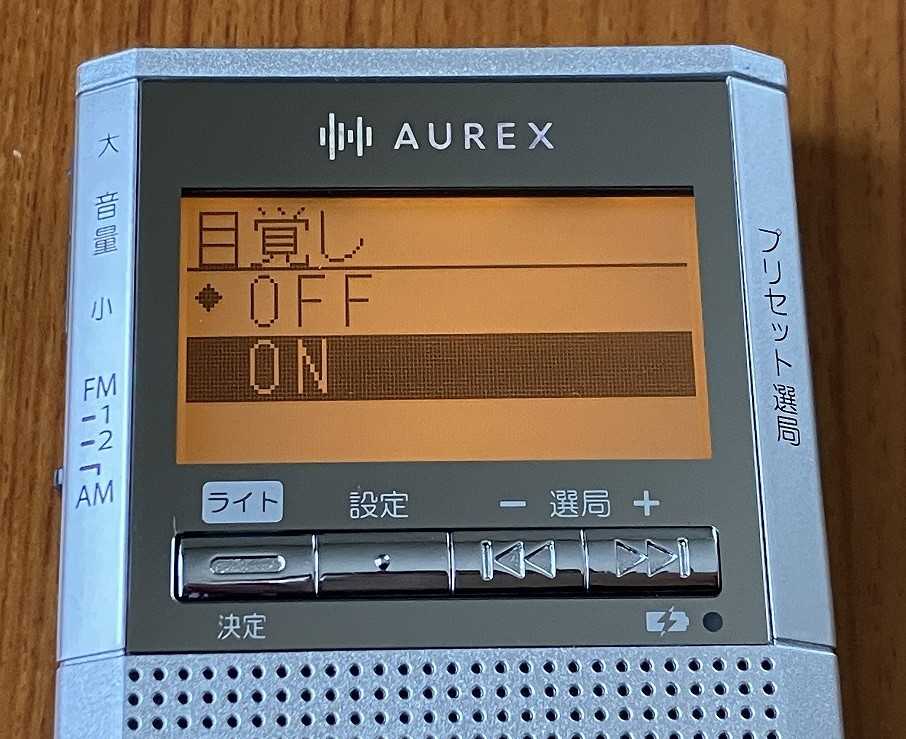 AUREX
大
音量
小
FM
1
2
AM
目覚し
OFF
ON
プリセット選局
ライト
設定
− 選局 +
決定